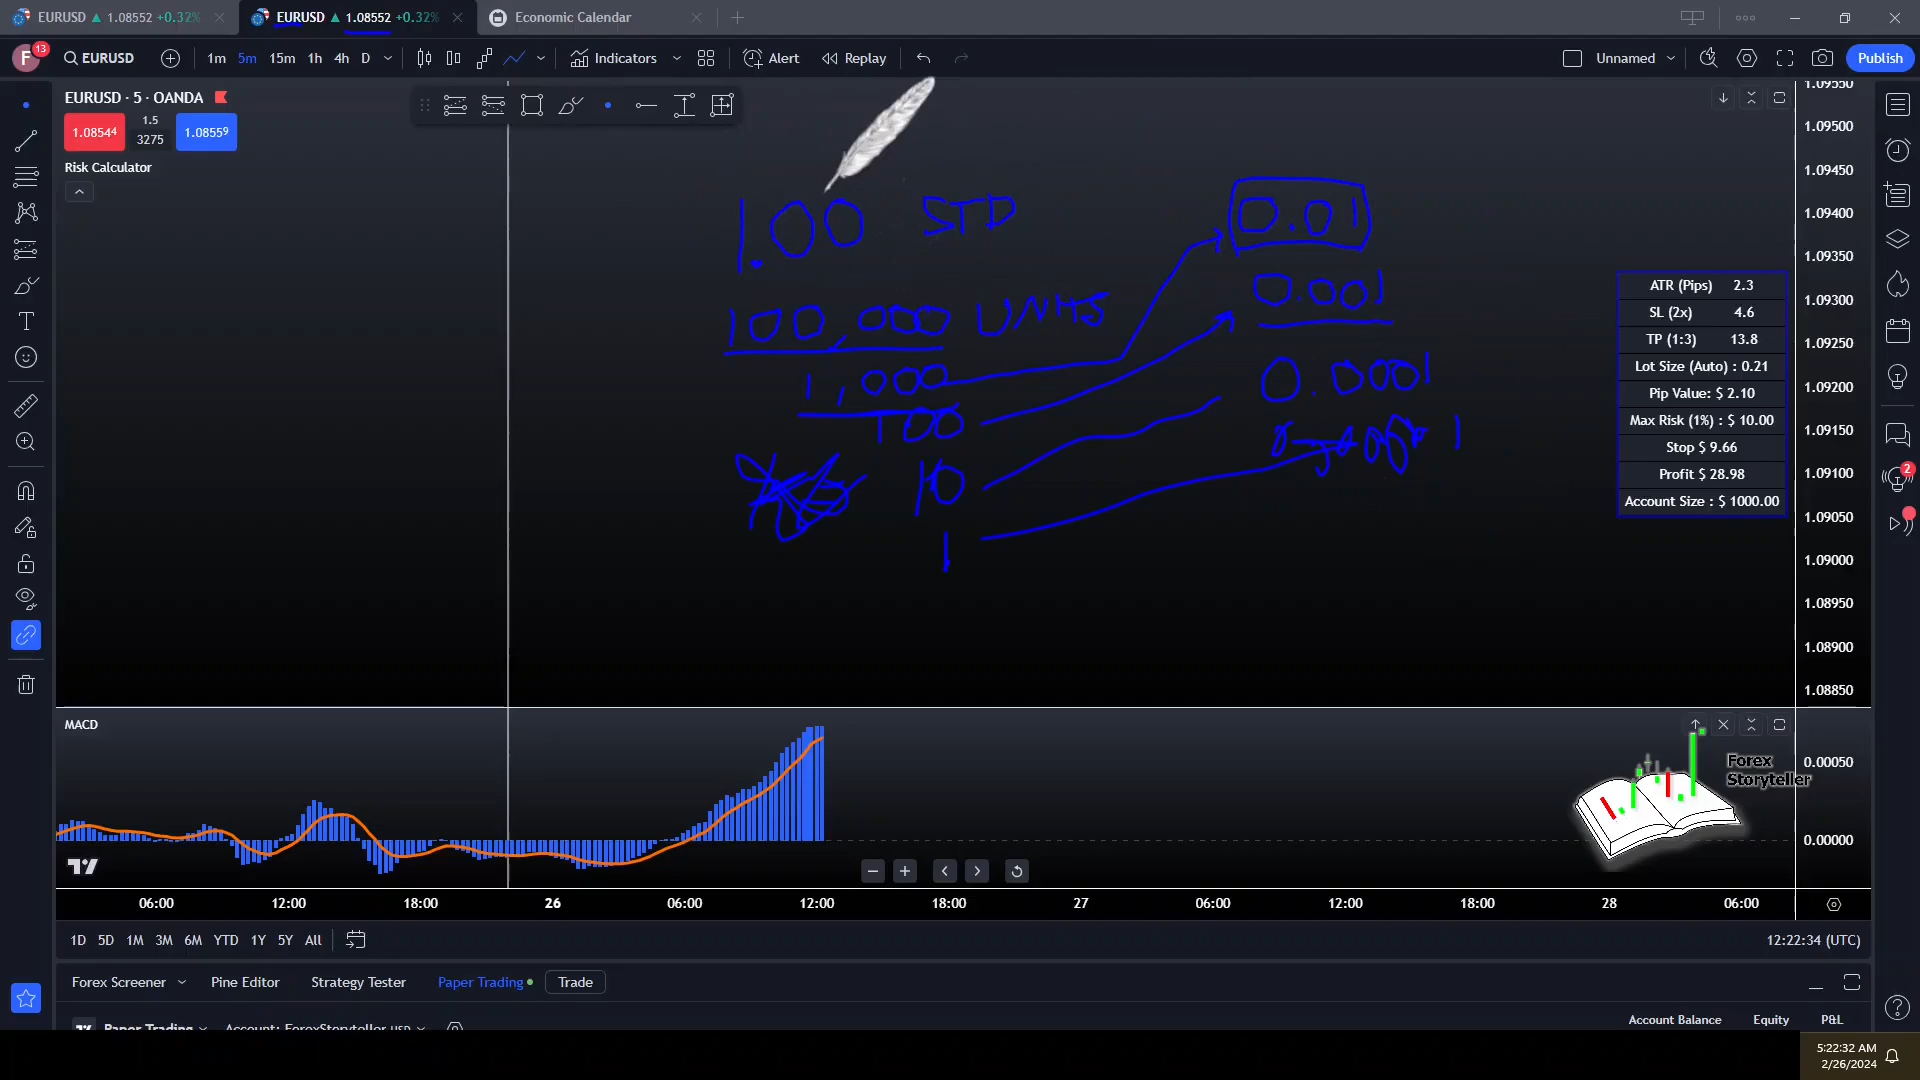 EURUSD ▲ 1.08552 +0.32%
EURUSD ▲ 1.08552 +0.32%
Economic Calendar
F 13
EURUSD
1m 5m 15m 1h 4h D
Indicators
Alert
Replay
Unnamed
Publish
EURUSD · 5 · OANDA
1.08544
1.5
3275
1.08559
Risk Calculator
1.00 STD
0.01
100,000 UNITS
0.001
1,000
0.0001
100
10
1
ATR (Pips) 2.3
SL (2x) 4.6
TP (1:3) 13.8
Lot Size (Auto) : 0.21
Pip Value: $ 2.10
Max Risk (1%) : $ 10.00
Stop $ 9.66
Profit $ 28.98
Account Size : $ 1000.00
1.09550
1.09500
1.09450
1.09400
1.09350
1.09300
1.09250
1.09200
1.09150
1.09100
1.09050
1.09000
1.08950
1.08900
1.08850
2
MACD
Forex
Storyteller
0.00050
0.00000
06:00 12:00 18:00 26 06:00 12:00 18:00 27 06:00 12:00 18:00 28 06:00
1D 5D 1M 3M 6M YTD 1Y 5Y All
12:22:34 (UTC)
Forex Screener
Pine Editor
Strategy Tester
Paper Trading
Trade
Paper Trading
Account: ForexStoryteller USD
Account Balance
Equity
P&L
5:22:32 AM
2/26/2024